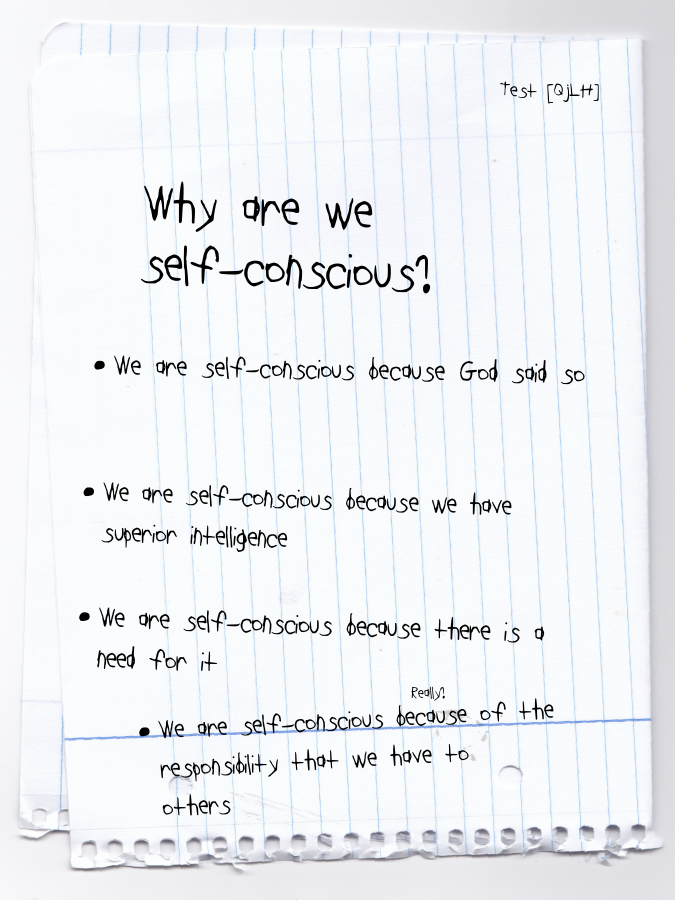 Test [QjLH]
Why are we
self-conscious?
• We are self-conscious because God said so
• We are self-conscious because we have
superior intelligence
• We are self-conscious because there is a
need for it
Really?
• We are self-conscious because of the
responsibility that we have to
others